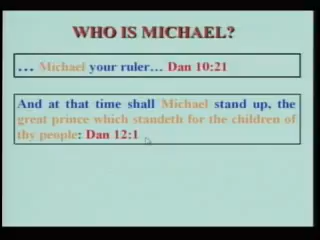 WHO IS MICHAEL?
... Michael your ruler... Dan 10:21
And at that time shall Michael stand up, the
great prince which standeth for the children of
thy people: Dan 12:1